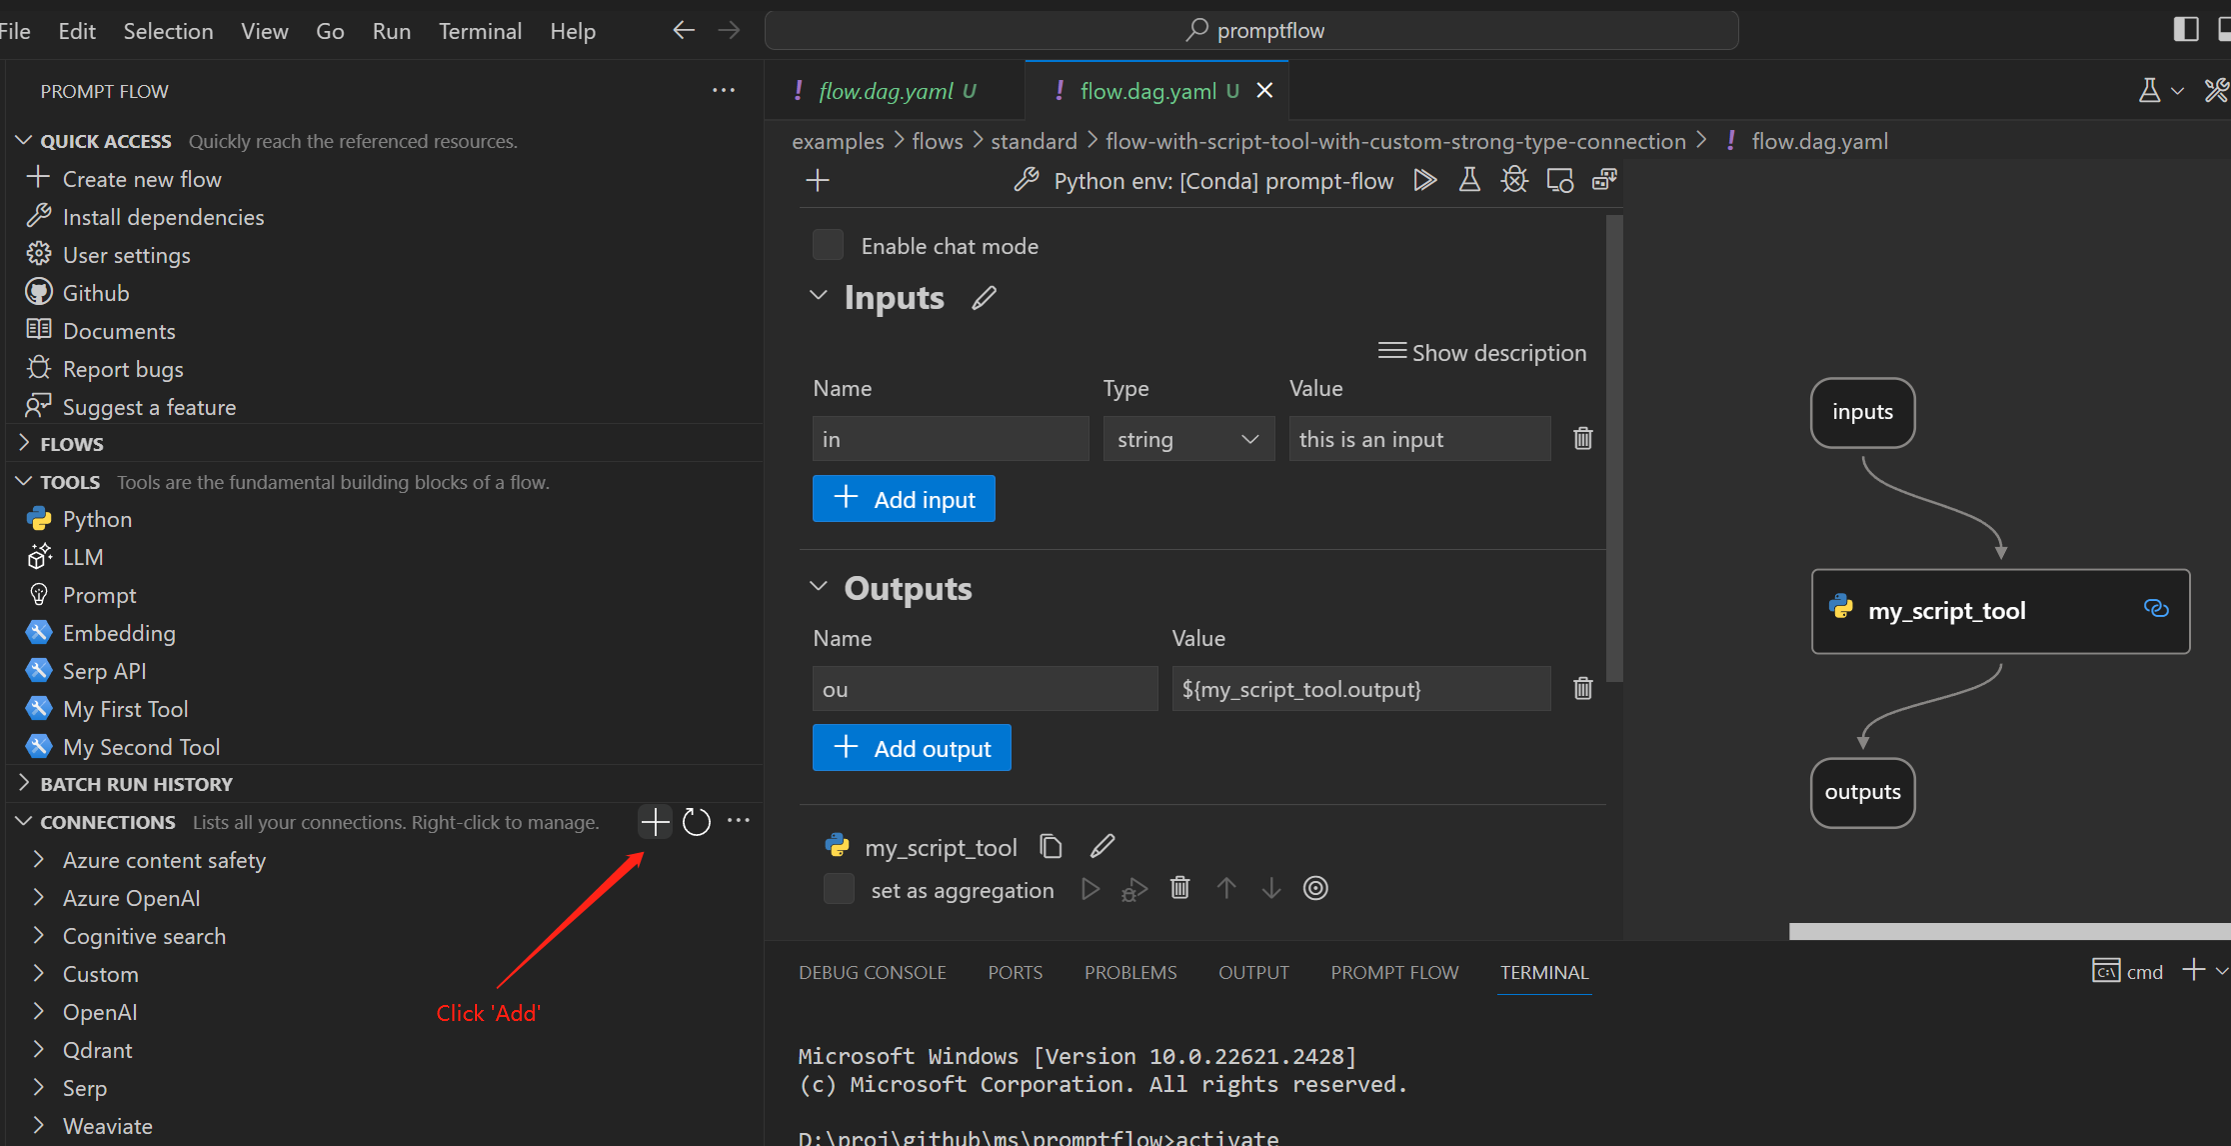 File Edit Selection View Go Run Terminal Help
promptflow
PROMPT FLOW
QUICK ACCESS Quickly reach the referenced resources.
Create new flow
Install dependencies
User settings
Github
Documents
Report bugs
Suggest a feature
FLOWS
TOOLS Tools are the fundamental building blocks of a flow.
Python
LLM
Prompt
Embedding
Serp API
My First Tool
My Second Tool
BATCH RUN HISTORY
CONNECTIONS Lists all your connections. Right-click to manage.
Azure content safety
Azure OpenAI
Cognitive search
Custom
OpenAI
Qdrant
Serp
Weaviate
Click 'Add'
! flow.dag.yaml U
! flow.dag.yaml U
examples > flows > standard > flow-with-script-tool-with-custom-strong-type-connection > ! flow.dag.yaml
Python env: [Conda] prompt-flow
Enable chat mode
Inputs
Show description
Name Type Value
in string this is an input
Add input
Outputs
Name Value
ou ${my_script_tool.output}
Add output
my_script_tool
set as aggregation
inputs
my_script_tool
outputs
DEBUG CONSOLE PORTS PROBLEMS OUTPUT PROMPT FLOW TERMINAL
cmd
Microsoft Windows [Version 10.0.22621.2428]
(c) Microsoft Corporation. All rights reserved.
D:\proj\github\ms\promptflow>activate